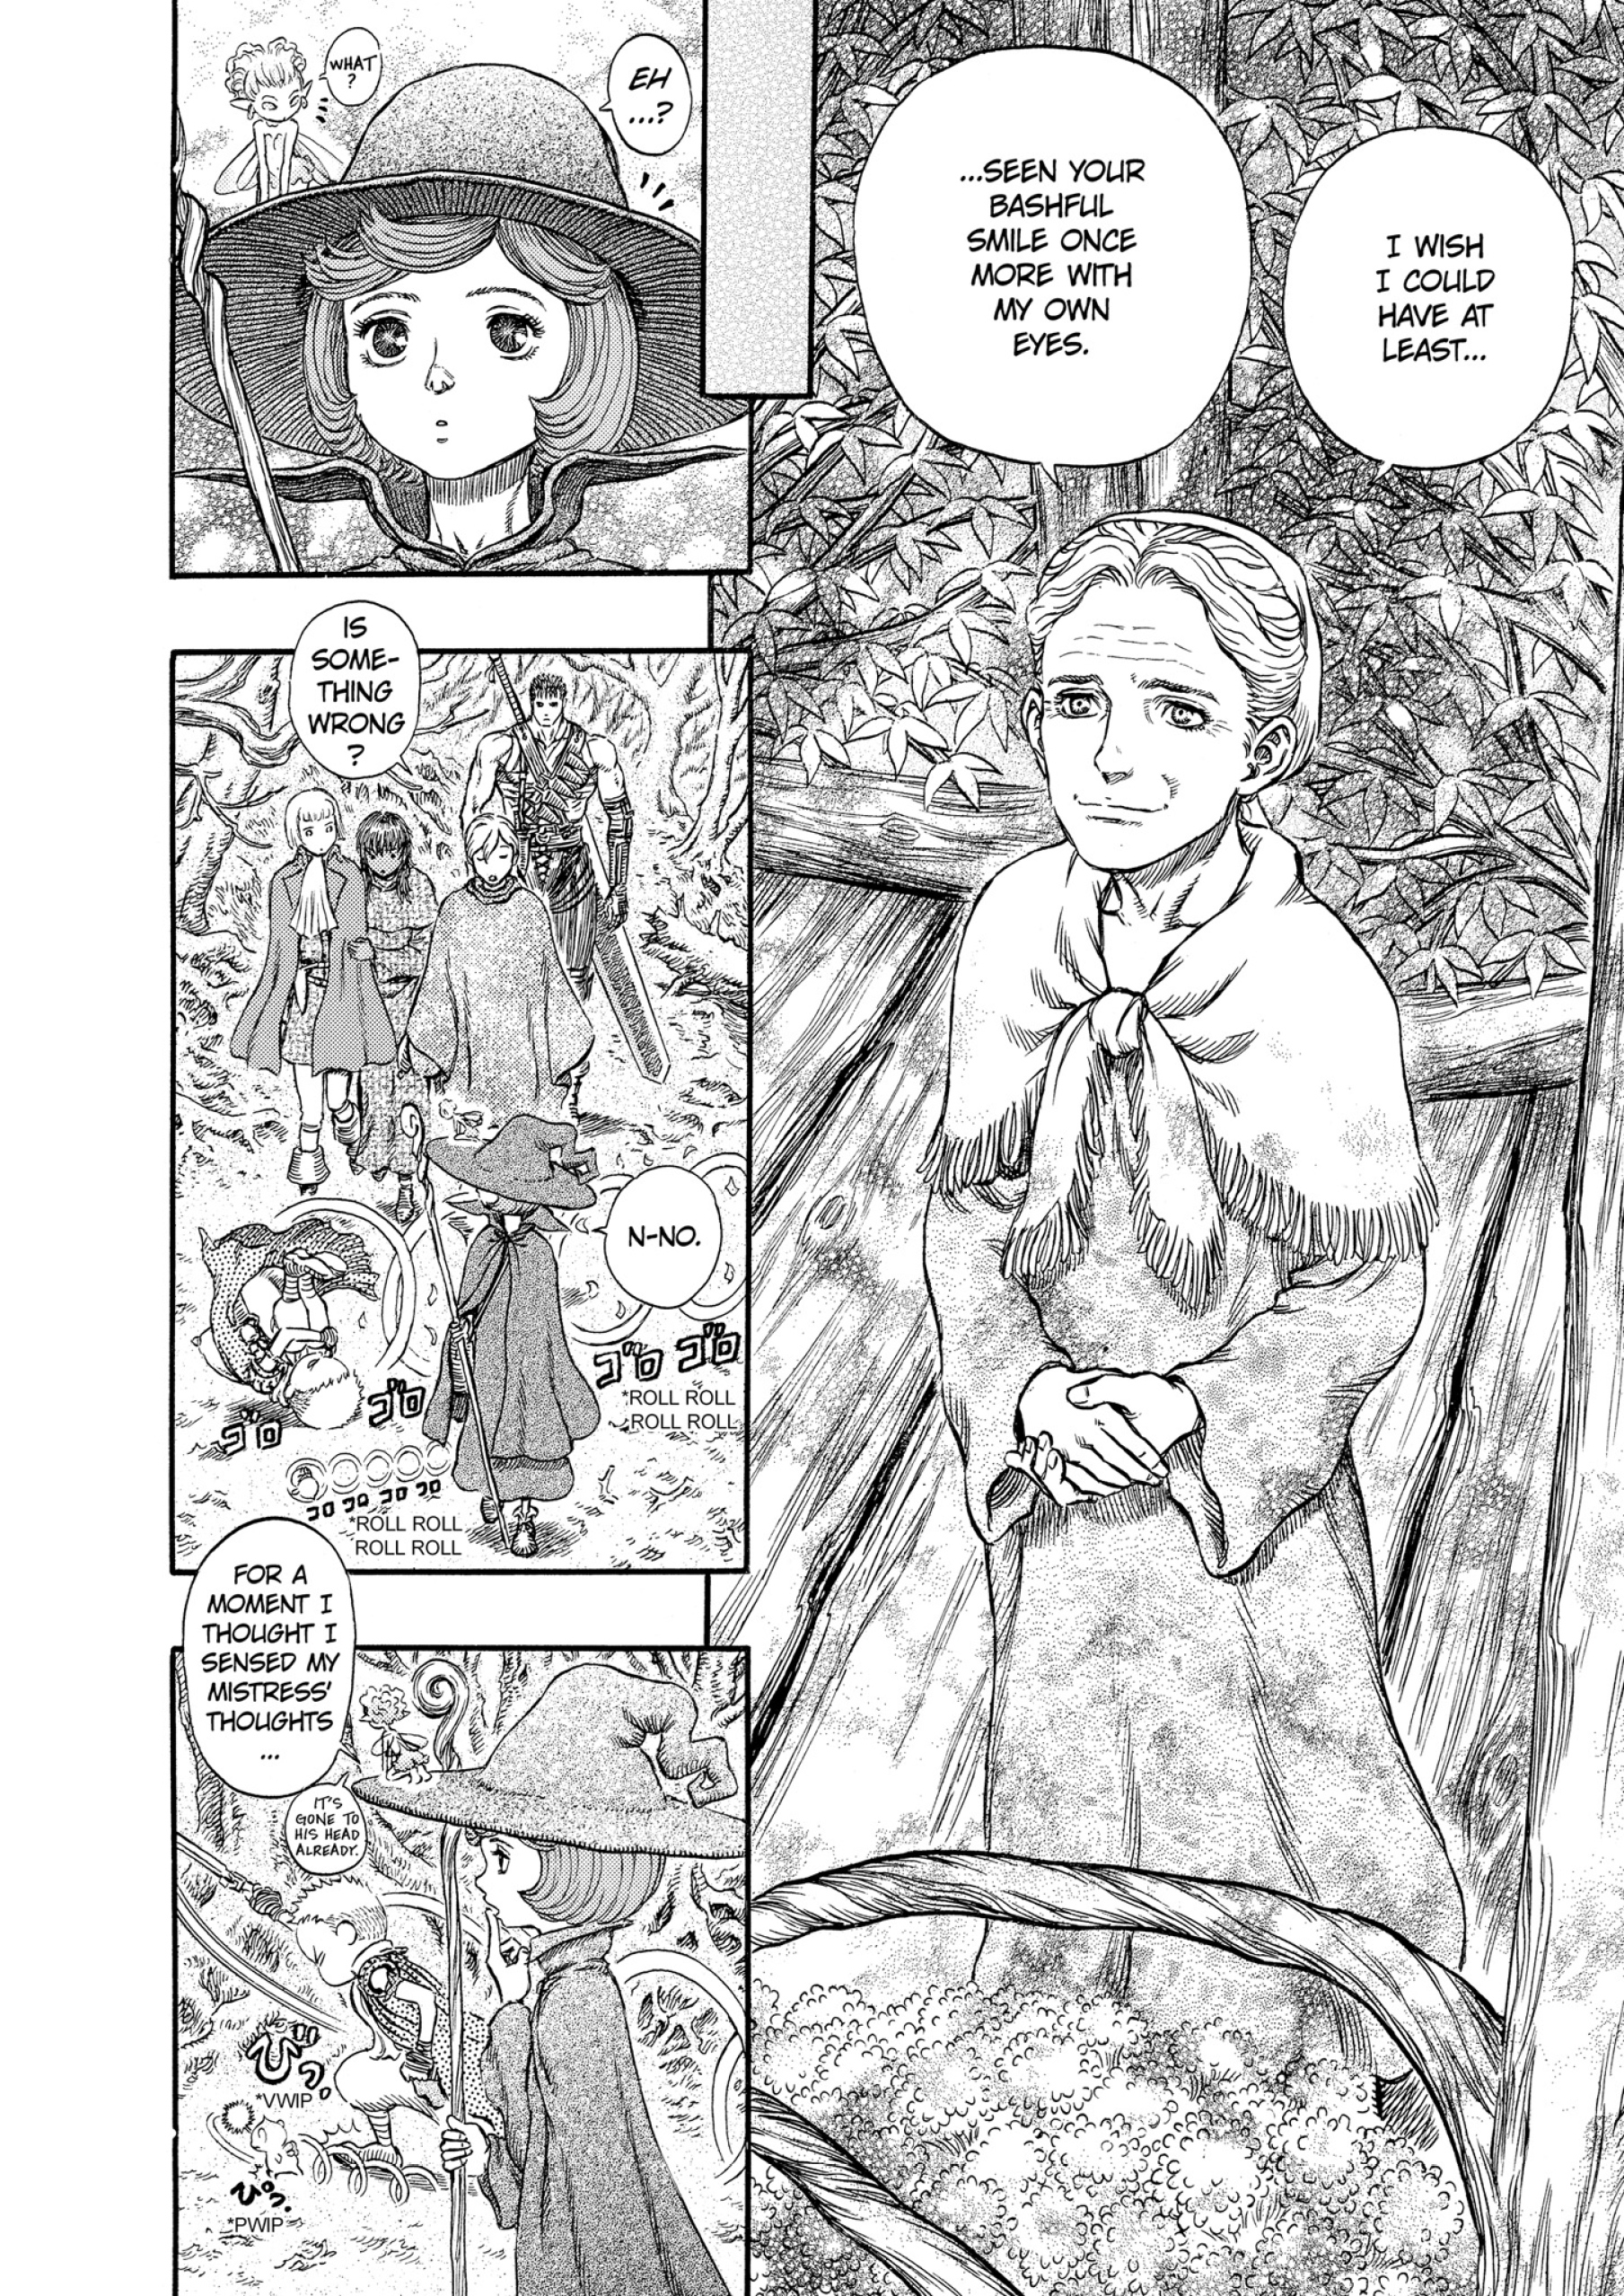 I WISH
I COULD
HAVE AT
LEAST...
...SEEN YOUR
BASHFUL
SMILE ONCE
MORE WITH
MY OWN
EYES.
EH
...?
WHAT
?
IS
SOME-
THING
WRONG
?
N-NO.
ゴロ ゴロ
*ROLL ROLL
ROLL ROLL
ゴロ
ゴロ
コロ コロ コロ コロ
*ROLL ROLL
ROLL ROLL
FOR A
MOMENT I
THOUGHT I
SENSED MY
MISTRESS'
THOUGHTS
...
IT'S
GONE TO
HIS HEAD
ALREADY.
びっ
*VWIP
ぴっ
*PWIP